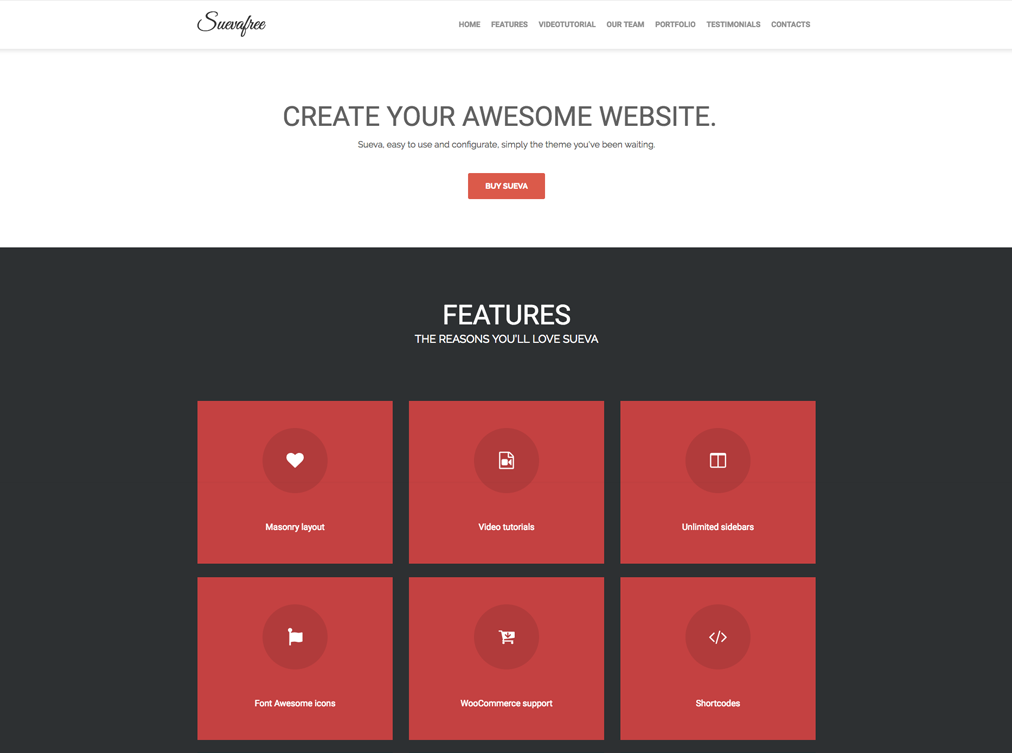 Suevafree
HOME FEATURES VIDEOTUTORIAL OUR TEAM PORTFOLIO TESTIMONIALS CONTACTS
CREATE YOUR AWESOME WEBSITE.
Sueva, easy to use and configurate, simply the theme you've been waiting.
BUY SUEVA
FEATURES
THE REASONS YOU'LL LOVE SUEVA
Masonry layout
Video tutorials
Unlimited sidebars
Font Awesome icons
WooCommerce support
Shortcodes